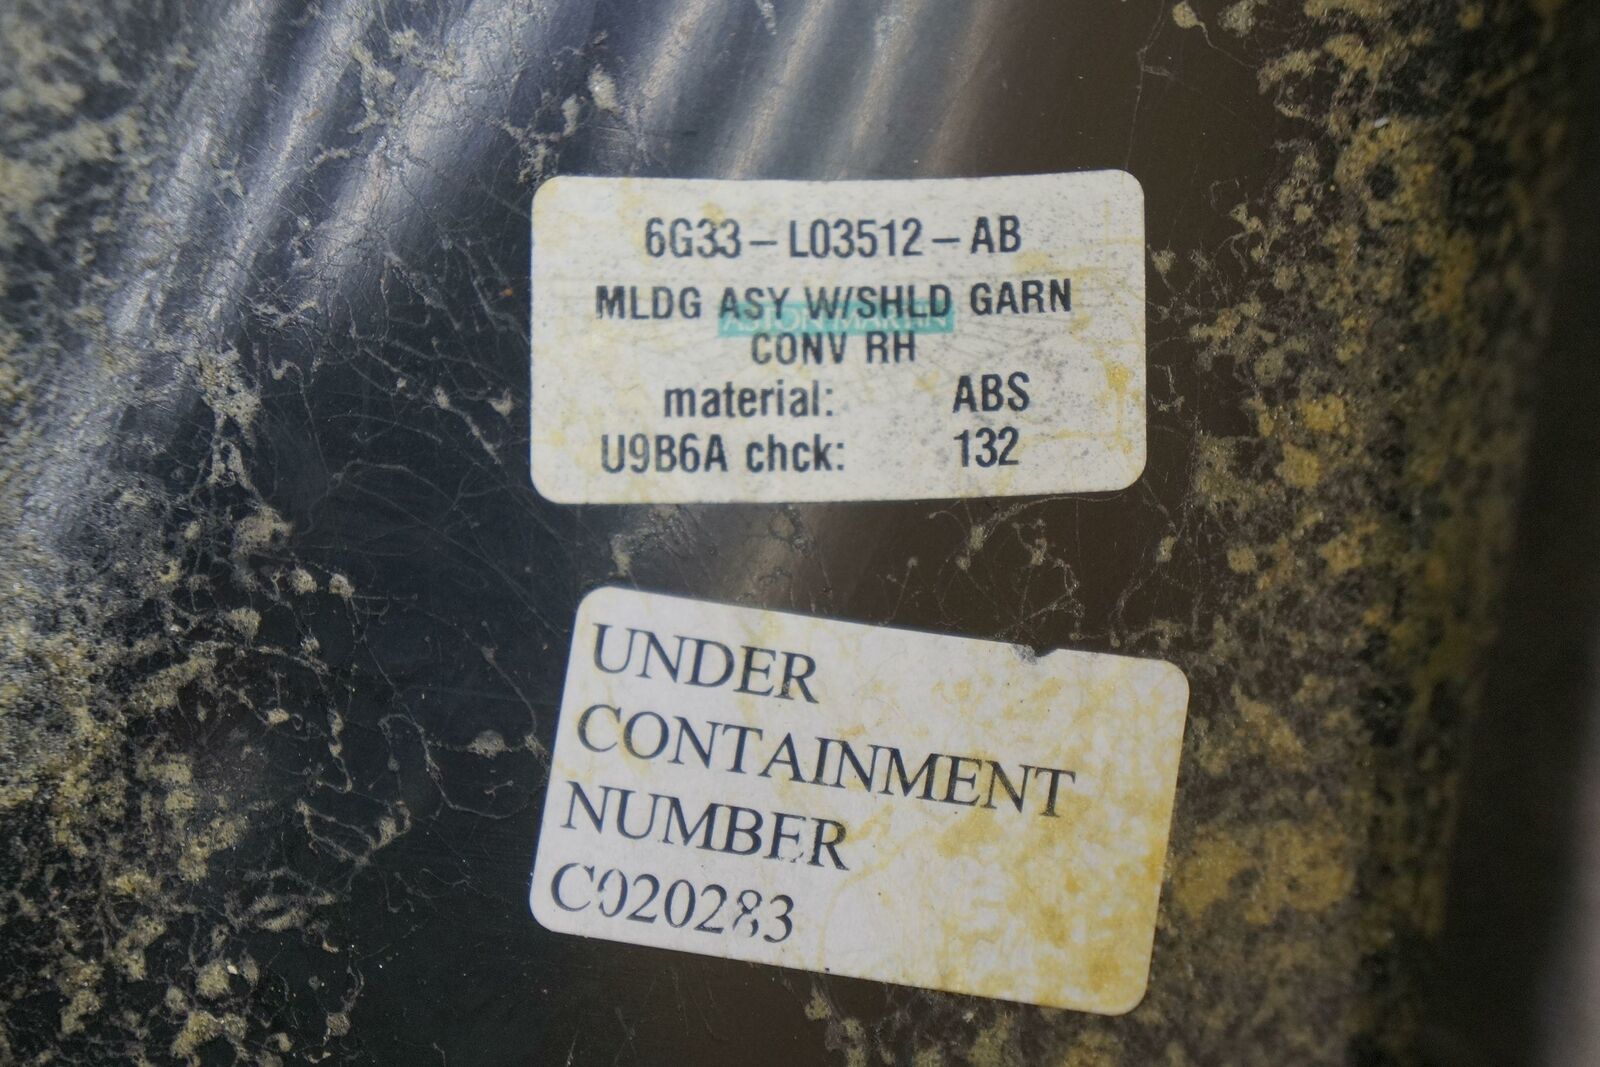 6G33-L03512-AB
MLDG ASY W/SHLD GARN
ASTON MARTIN
CONV RH
material: ABS
U9B6A chck: 132
UNDER
CONTAINMENT
NUMBER
C020283